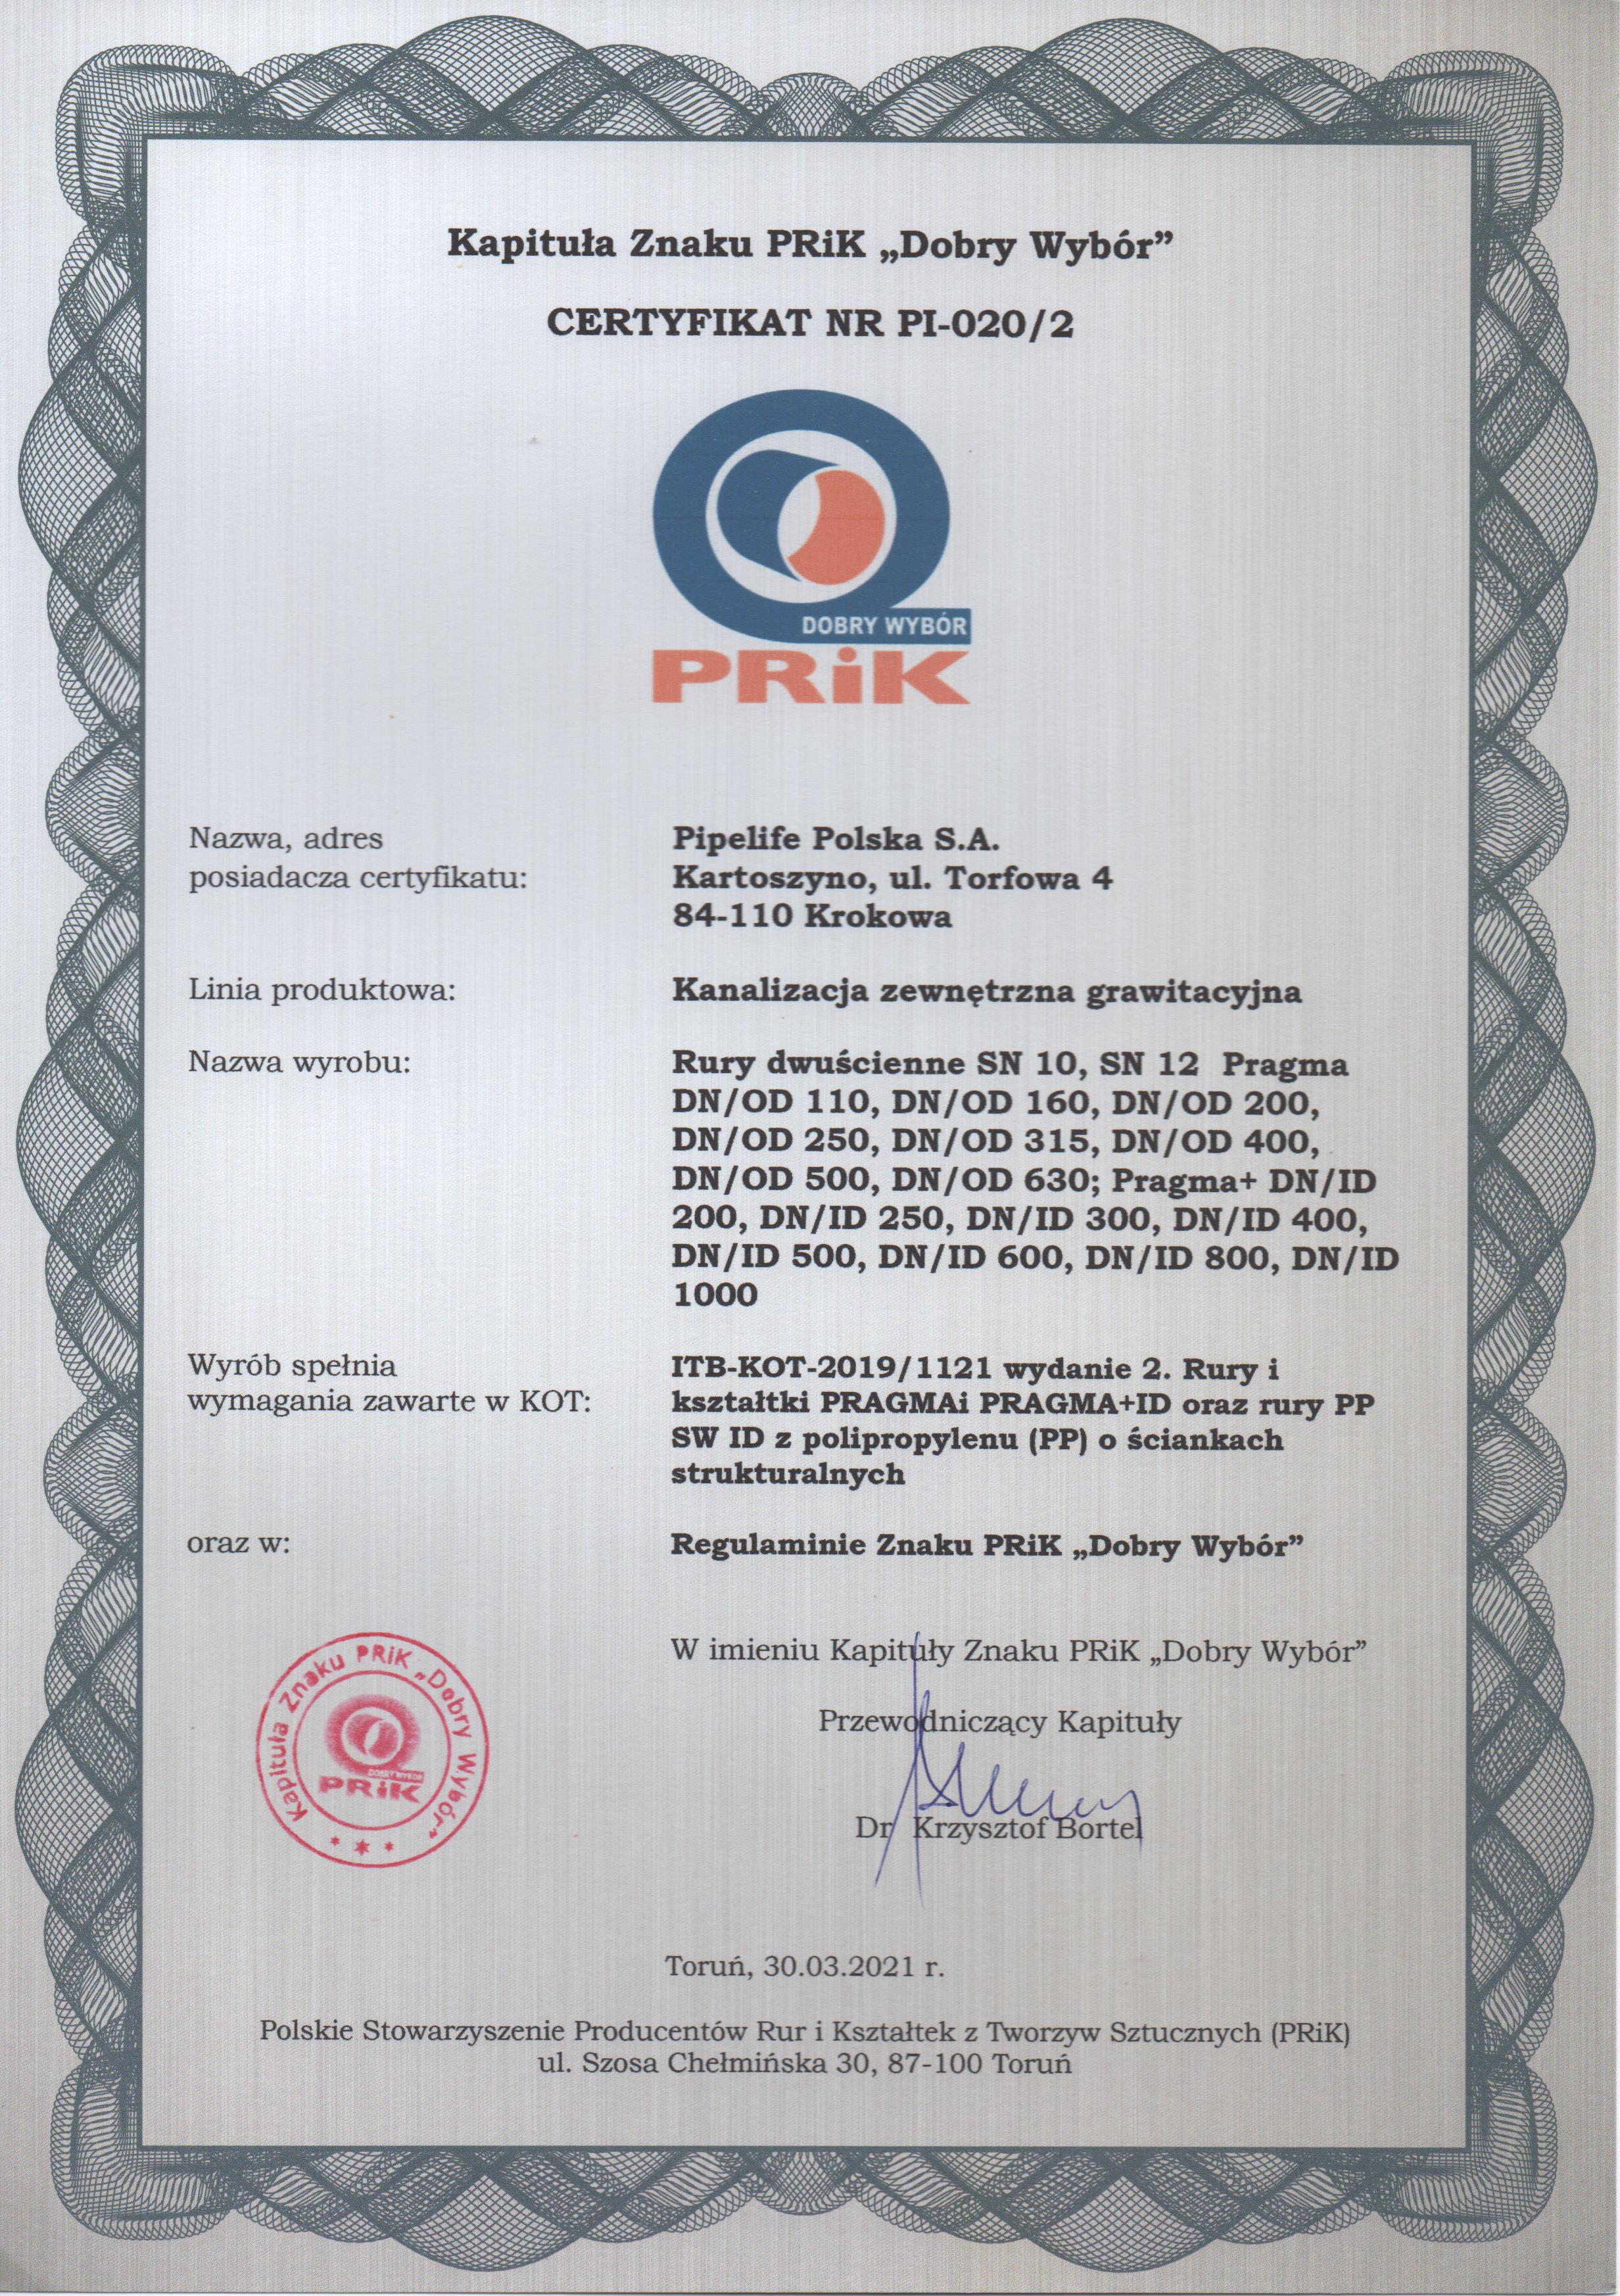 Kapituła Znaku PRiK „Dobry Wybór”
CERTYFIKAT NR PI-020/2
DOBRY WYBÓR
PRiK
Nazwa, adres
posiadacza certyfikatu:
Pipelife Polska S.A.
Kartoszyno, ul. Torfowa 4
84-110 Krokowa
Linia produktowa:
Kanalizacja zewnętrzna grawitacyjna
Nazwa wyrobu:
Rury dwuścienne SN 10, SN 12 Pragma
DN/OD 110, DN/OD 160, DN/OD 200,
DN/OD 250, DN/OD 315, DN/OD 400,
DN/OD 500, DN/OD 630; Pragma+ DN/ID
200, DN/ID 250, DN/ID 300, DN/ID 400,
DN/ID 500, DN/ID 600, DN/ID 800, DN/ID
1000
Wyrób spełnia
wymagania zawarte w KOT:
ITB-KOT-2019/1121 wydanie 2. Rury i
kształtki PRAGMAi PRAGMA+ID oraz rury PP
SW ID z polipropylenu (PP) o ściankach
strukturalnych
oraz w:
Regulaminie Znaku PRiK „Dobry Wybór”
Kapituła Znaku PRiK „Dobry Wybór”
DOBRY WYBÓR
PRiK
W imieniu Kapituły Znaku PRiK „Dobry Wybór”
Przewodniczący Kapituły
Dr Krzysztof Bortel
Toruń, 30.03.2021 r.
Polskie Stowarzyszenie Producentów Rur i Kształtek z Tworzyw Sztucznych (PRiK)
ul. Szosa Chełmińska 30, 87-100 Toruń